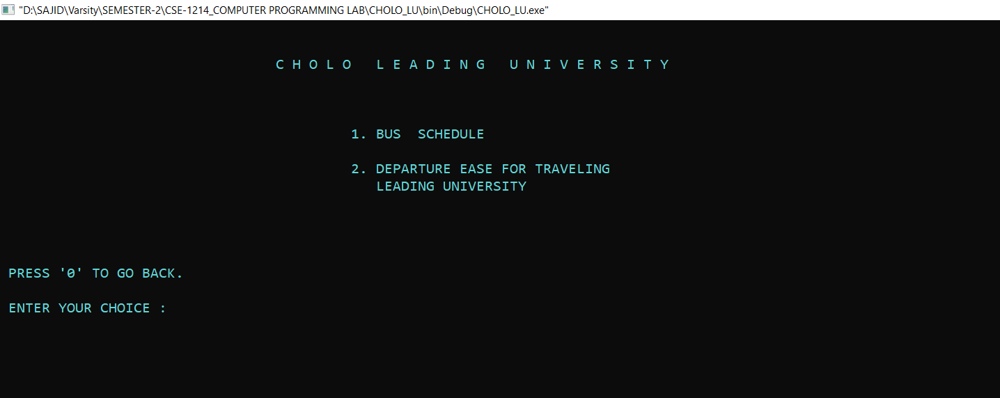 "D:\SAJID\Varsity\SEMESTER-2\CSE-1214_COMPUTER PROGRAMMING LAB\CHOLO_LU\bin\Debug\CHOLO_LU.exe"
C H O L O   L E A D I N G   U N I V E R S I T Y
1. BUS  SCHEDULE
2. DEPARTURE EASE FOR TRAVELING
LEADING UNIVERSITY
PRESS '0' TO GO BACK.
ENTER YOUR CHOICE :